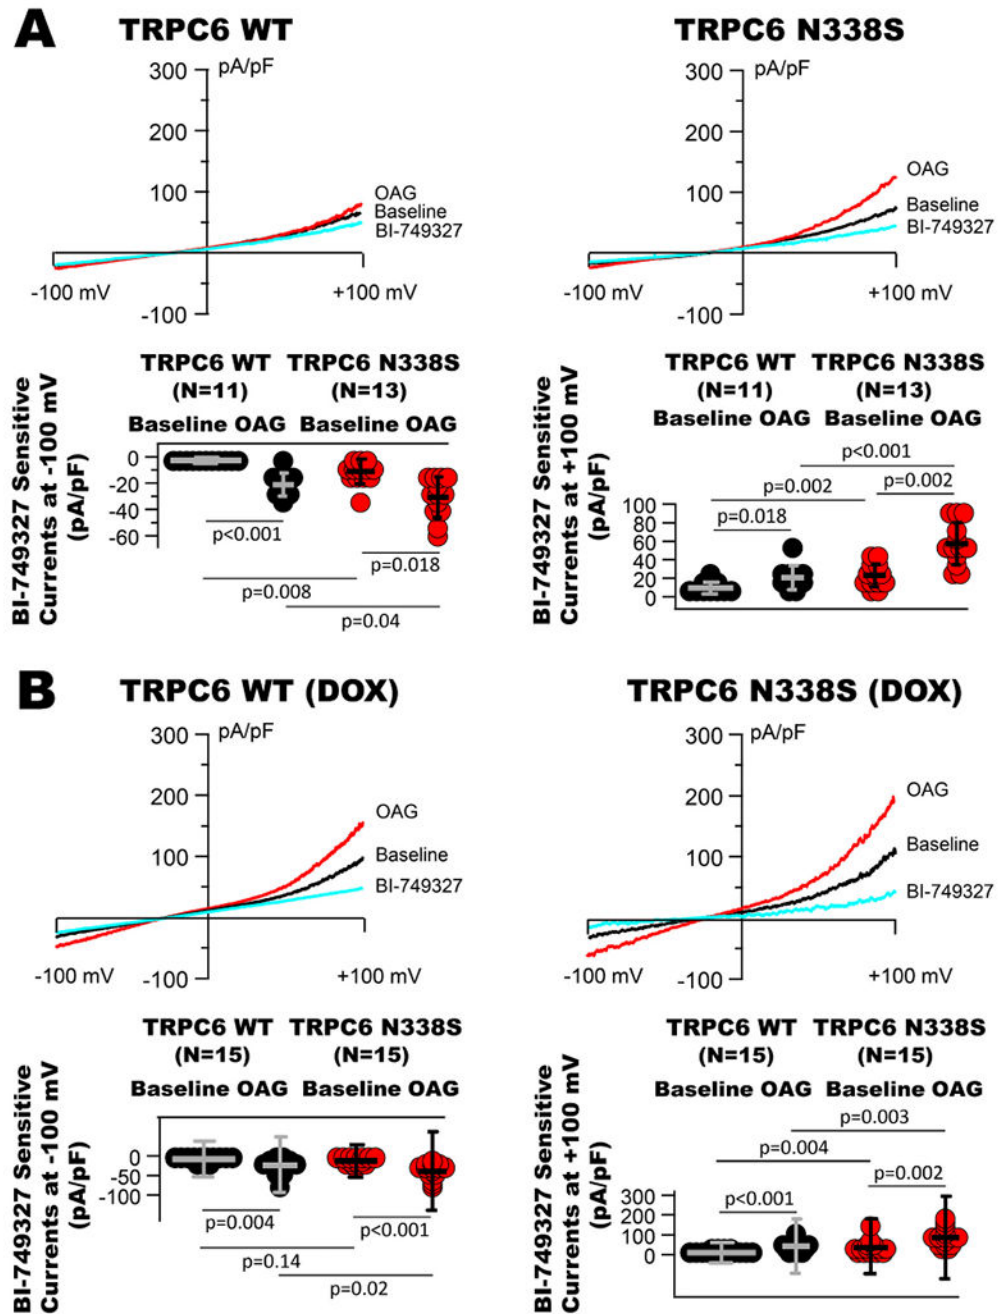 A
TRPC6 WT
TRPC6 N338S
300
pA/pF
200
100
OAG
Baseline
BI-749327
-100 mV
+100 mV
-100
300
pA/pF
200
100
OAG
Baseline
BI-749327
-100 mV
+100 mV
-100
BI-749327 Sensitive
Currents at -100 mV
(pA/pF)
TRPC6 WT TRPC6 N338S
(N=11) (N=13)
Baseline OAG Baseline OAG
0
-20
-40
-60
p<0.001
p=0.018
p=0.008
p=0.04
BI-749327 Sensitive
Currents at +100 mV
(pA/pF)
TRPC6 WT TRPC6 N338S
(N=11) (N=13)
Baseline OAG Baseline OAG
p<0.001
p=0.002 p=0.002
p=0.018
100
80
60
40
20
0
B
TRPC6 WT (DOX)
TRPC6 N338S (DOX)
300
pA/pF
200
100
OAG
Baseline
BI-749327
-100 mV
+100 mV
-100
300
pA/pF
200
100
OAG
Baseline
BI-749327
-100 mV
+100 mV
-100
BI-749327 Sensitive
Currents at -100 mV
(pA/pF)
TRPC6 WT TRPC6 N338S
(N=15) (N=15)
Baseline OAG Baseline OAG
0
-50
-100
p=0.004
p<0.001
p=0.14
p=0.02
BI-749327 Sensitive
Currents at +100 mV
(pA/pF)
TRPC6 WT TRPC6 N338S
(N=15) (N=15)
Baseline OAG Baseline OAG
p=0.003
p=0.004
p=0.002
p<0.001
300
200
100
0